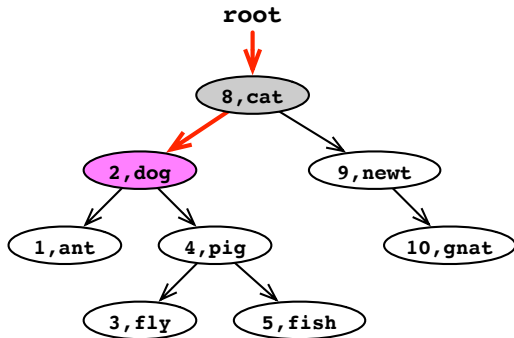 root
8,cat
2,dog
9,newt
1,ant
4,pig
10,gnat
3,fly
5,fish